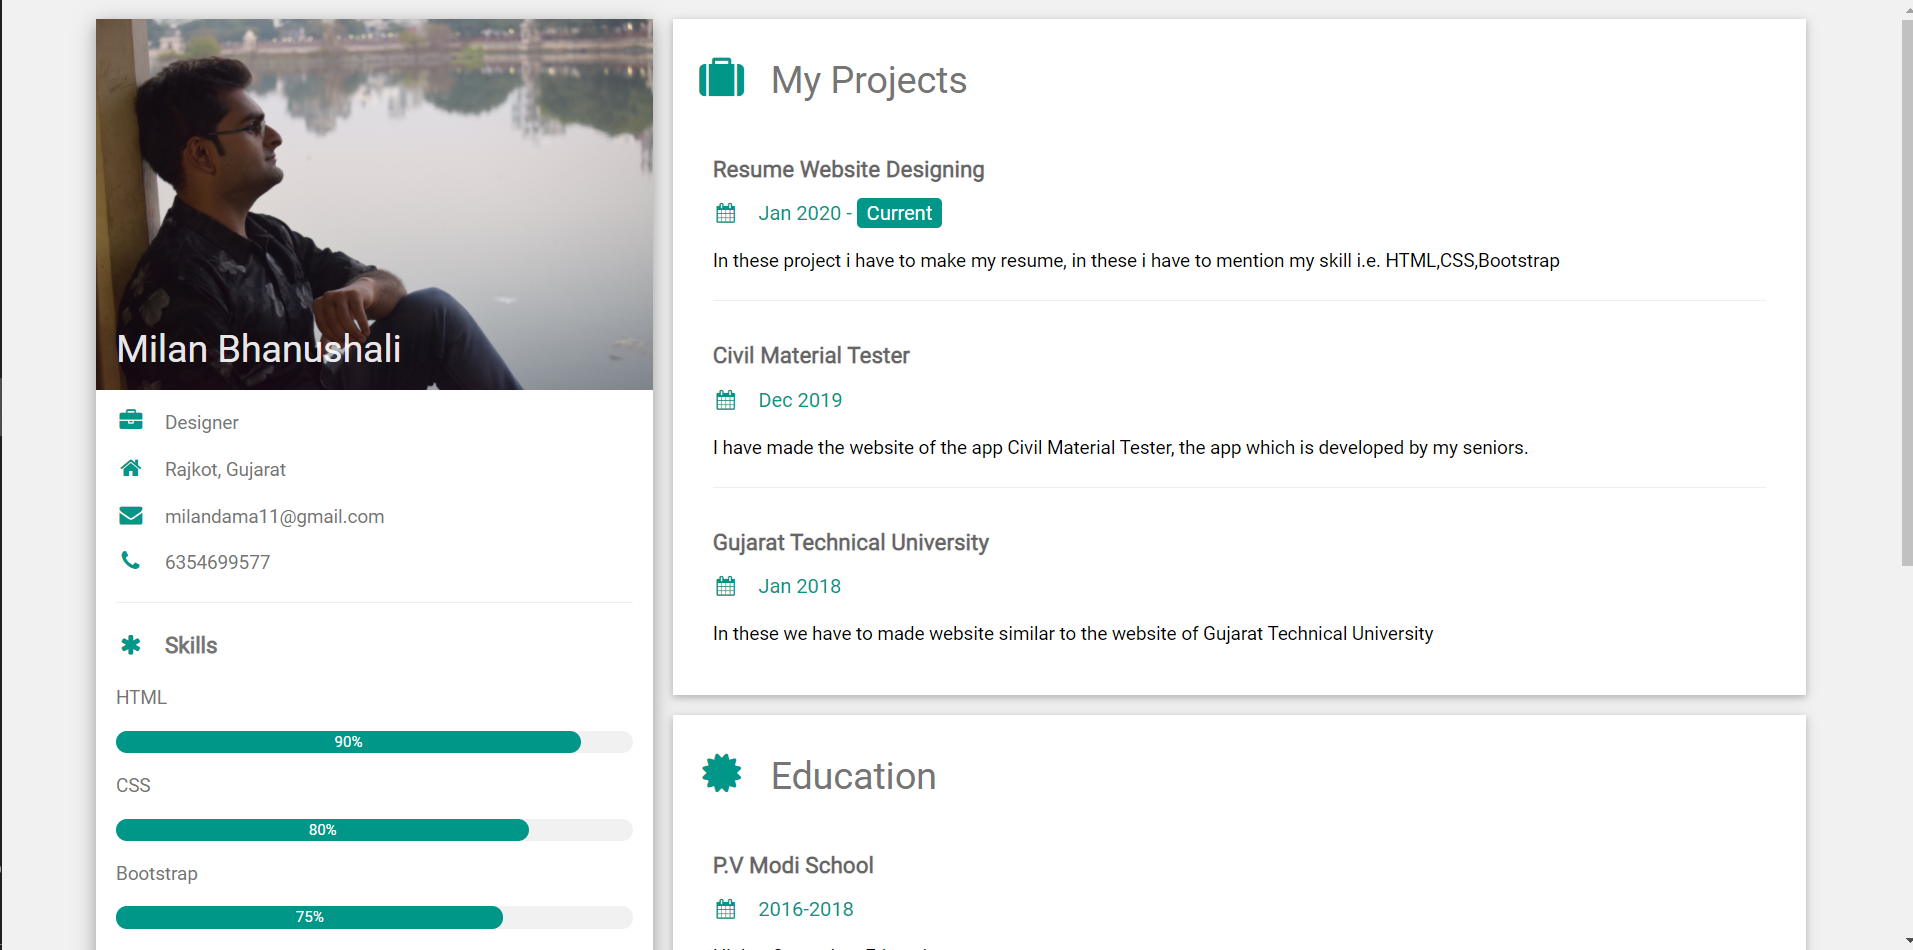 Milan Bhanushali
Designer
Rajkot, Gujarat
milandama11@gmail.com
6354699577
Skills
HTML
90%
CSS
80%
Bootstrap
75%
My Projects
Resume Website Designing
Jan 2020 - Current
In these project i have to make my resume, in these i have to mention my skill i.e. HTML,CSS,Bootstrap
Civil Material Tester
Dec 2019
I have made the website of the app Civil Material Tester, the app which is developed by my seniors.
Gujarat Technical University
Jan 2018
In these we have to made website similar to the website of Gujarat Technical University
Education
P.V Modi School
2016-2018